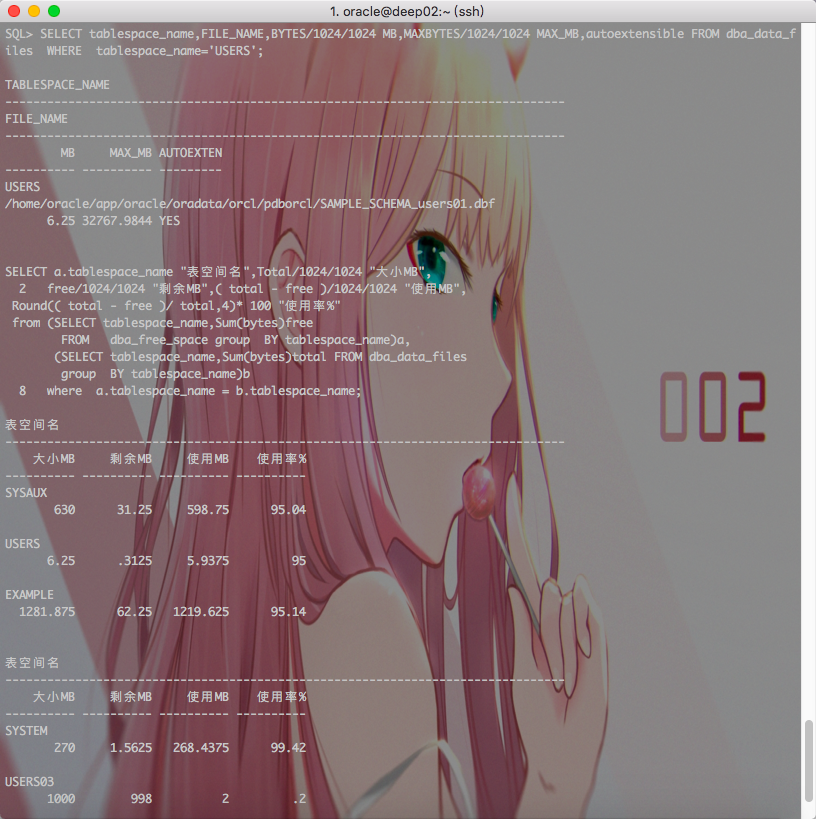 1. oracle@deep02:~ (ssh)
SQL> SELECT tablespace_name,FILE_NAME,BYTES/1024/1024 MB,MAXBYTES/1024/1024 MAX_MB,autoextensible FROM dba_data_f
iles  WHERE  tablespace_name='USERS';
TABLESPACE_NAME
--------------------------------------------------------------------------------
FILE_NAME
--------------------------------------------------------------------------------
        MB     MAX_MB AUTOEXTEN
---------- ---------- ---------
USERS
/home/oracle/app/oracle/oradata/orcl/pdborcl/SAMPLE_SCHEMA_users01.dbf
      6.25 32767.9844 YES
SELECT a.tablespace_name "表空间名",Total/1024/1024 "大小MB",
  2   free/1024/1024 "剩余MB",( total - free )/1024/1024 "使用MB",
 Round(( total - free )/ total,4)* 100 "使用率%"
 from (SELECT tablespace_name,Sum(bytes)free
        FROM   dba_free_space group  BY tablespace_name)a,
       (SELECT tablespace_name,Sum(bytes)total FROM dba_data_files
        group  BY tablespace_name)b
  8   where  a.tablespace_name = b.tablespace_name;
表空间名
--------------------------------------------------------------------------------
    大小MB     剩余MB     使用MB    使用率%
---------- ---------- ---------- ----------
SYSAUX
       630      31.25     598.75      95.04
USERS
      6.25      .3125     5.9375         95
EXAMPLE
  1281.875      62.25   1219.625      95.14
表空间名
--------------------------------------------------------------------------------
    大小MB     剩余MB     使用MB    使用率%
---------- ---------- ---------- ----------
SYSTEM
       270     1.5625   268.4375      99.42
USERS03
      1000        998          2         .2
002